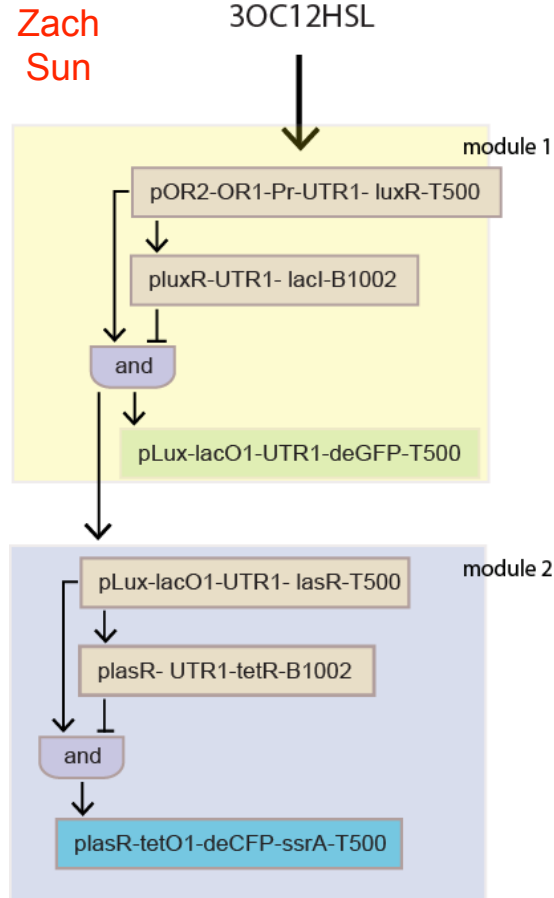 Zach
Sun
3OC12HSL
module 1
pOR2-OR1-Pr-UTR1- luxR-T500
pluxR-UTR1- lacI-B1002
and
pLux-lacO1-UTR1-deGFP-T500
module 2
pLux-lacO1-UTR1- lasR-T500
plasR- UTR1-tetR-B1002
and
plasR-tetO1-deCFP-ssrA-T500